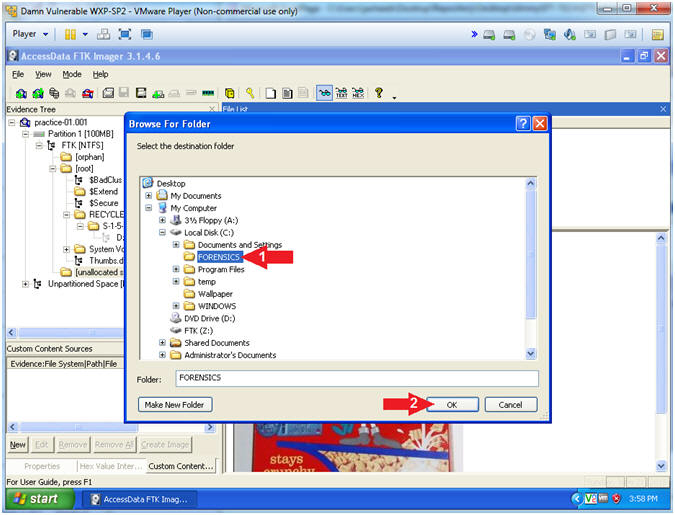 Damn Vulnerable WXP-SP2 - VMware Player (Non-commercial use only)
Player
AccessData FTK Imager 3.1.4.6
File View Mode Help
Evidence Tree
File List
practice-01.001
Partition 1 [100MB]
FTK [NTFS]
[orphan]
[root]
$BadClus
$Extend
$Secure
RECYCLE
S-1-5-
System Vo
Thumbs.d
[unallocated s
Unpartitioned Space [
Custom Content Sources
Evidence:File System|Path|File
New Edit Remove Remove All Create Image
Properties Hex Value Inter... Custom Content...
For User Guide, press F1
Browse For Folder
Select the destination folder
Desktop
My Documents
My Computer
3½ Floppy (A:)
Local Disk (C:)
Documents and Settings
FORENSICS
1
Program Files
temp
Wallpaper
WINDOWS
DVD Drive (D:)
FTK (Z:)
Shared Documents
Administrator's Documents
Folder: FORENSICS
Make New Folder
2
OK
Cancel
stays
crunchy
start
AccessData FTK Imag...
3:58 PM